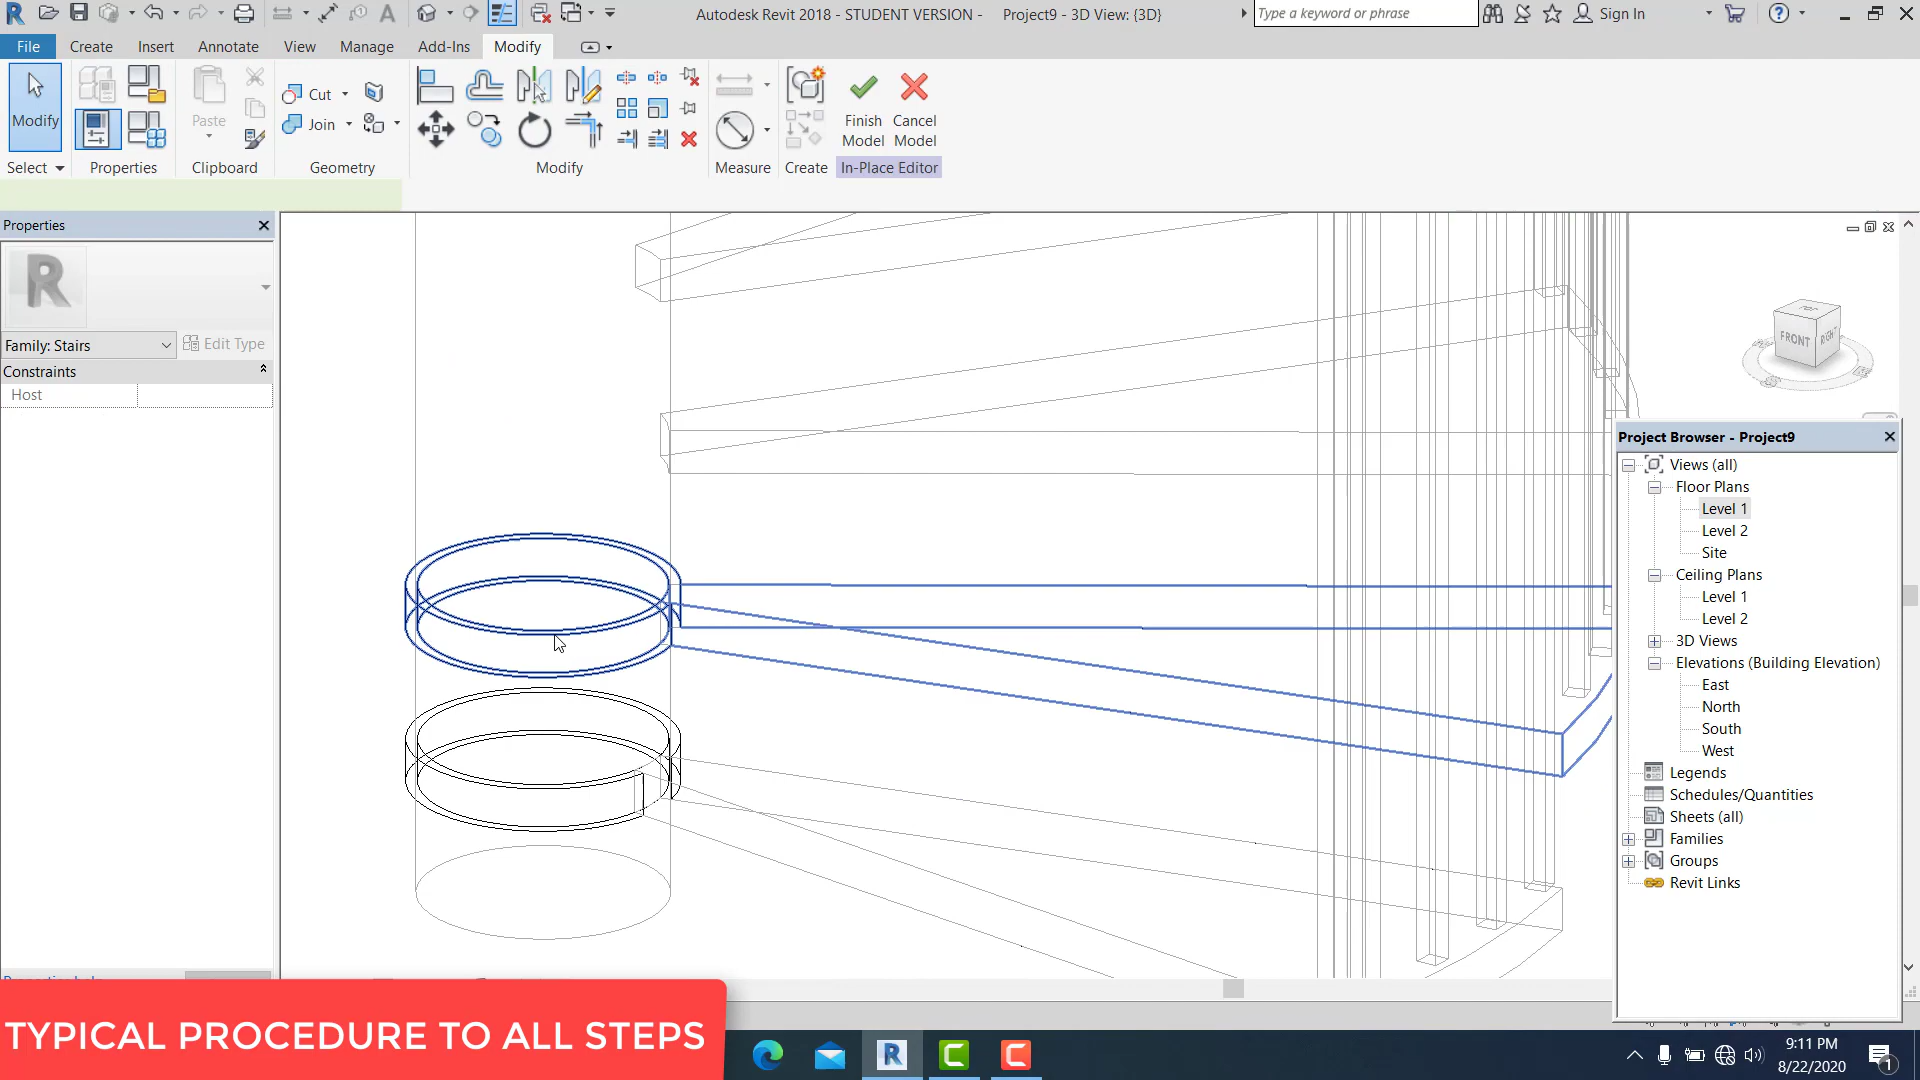 Autodesk Revit 2018 - STUDENT VERSION - Project9 - 3D View: {3D}
Type a keyword or phrase
Sign In
File
Create
Insert
Annotate
View
Manage
Add-Ins
Modify
Modify
Paste
Cut
Join
Finish Model
Cancel Model
Select
Properties
Clipboard
Geometry
Modify
Measure
Create
In-Place Editor
Properties
Family: Stairs
Edit Type
Constraints
Host
FRONT
RIGHT
Project Browser - Project9
Views (all)
Floor Plans
Level 1
Level 2
Site
Ceiling Plans
Level 1
Level 2
3D Views
Elevations (Building Elevation)
East
North
South
West
Legends
Schedules/Quantities
Sheets (all)
Families
Groups
Revit Links
TYPICAL PROCEDURE TO ALL STEPS
9:11 PM
8/22/2020
1